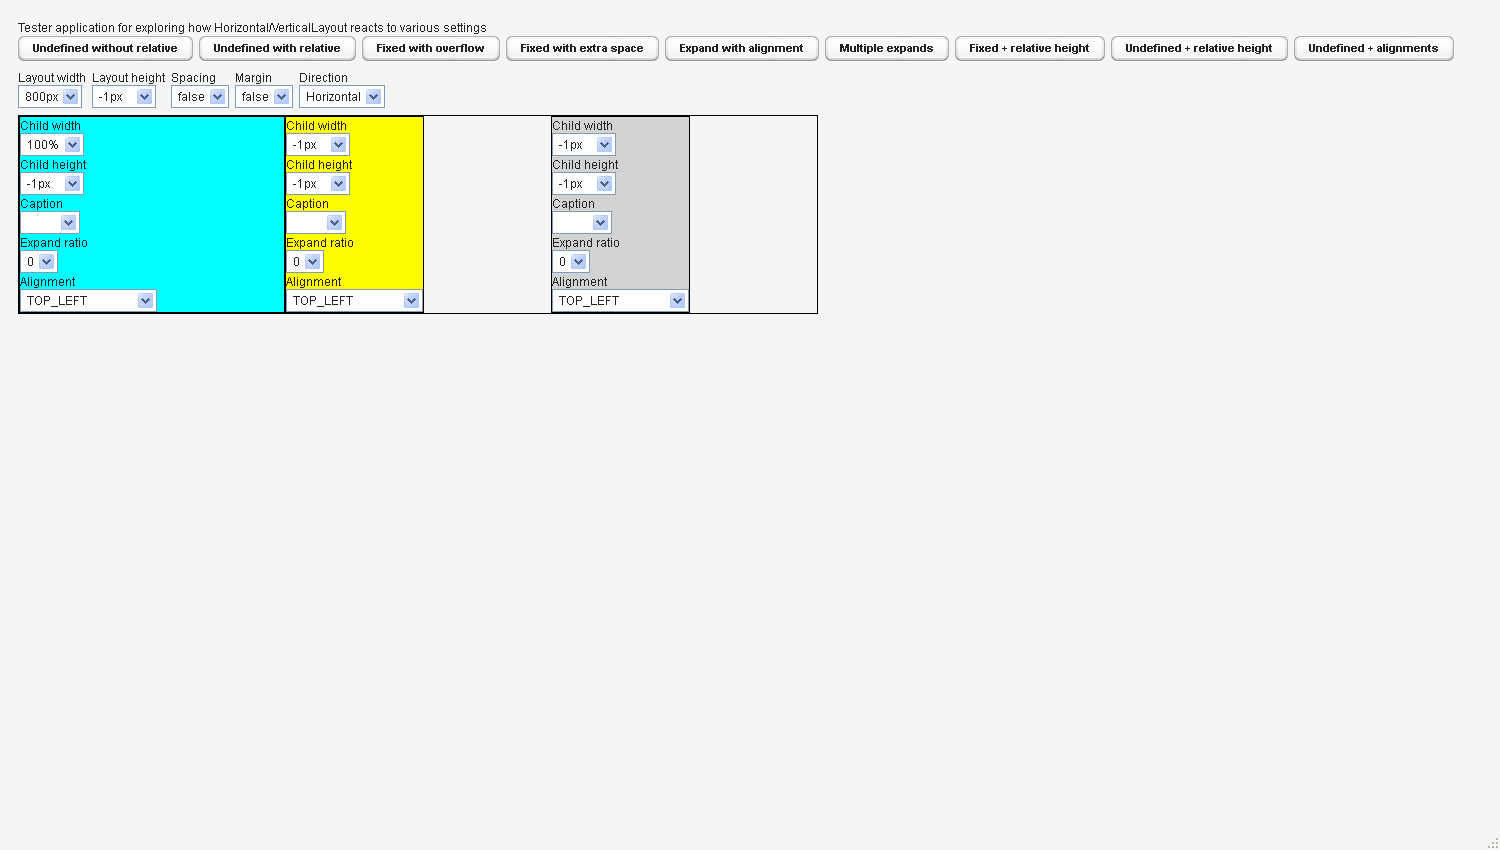 Tester application for exploring how Horizontal/VerticalLayout reacts to various settings
Undefined without relative Undefined with relative Fixed with overflow Fixed with extra space Expand with alignment Multiple expands Fixed + relative height Undefined + relative height Undefined + alignments
Layout width Layout height Spacing Margin Direction
800px -1px false false Horizontal
Child width Child width Child width
100% -1px -1px
Child height Child height Child height
-1px -1px -1px
Caption Caption Caption
Expand ratio Expand ratio Expand ratio
0 0 0
Alignment Alignment Alignment
TOP_LEFT TOP_LEFT TOP_LEFT